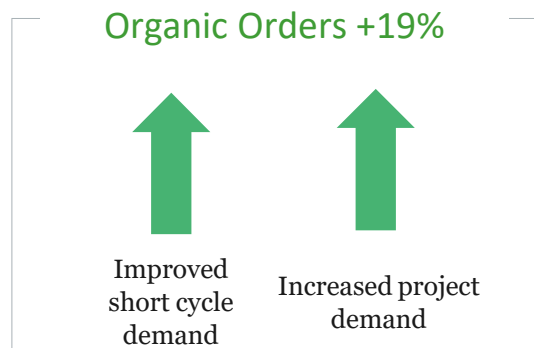 Organic Orders +19%
Improved
short cycle
demand
Increased project
demand